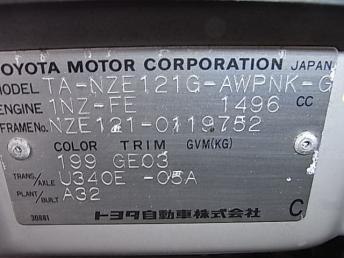 TOYOTA MOTOR CORPORATION JAPAN
MODEL TA-NZE121G-AWPNK-G
ENGINE 1NZ-FE 1496 CC
FRAME No. NZE121-0119752
COLOR TRIM GVM(KG)
199 GE03
TRANS./AXLE U340E -05A
PLANT/BUILT A32
トヨタ自動車株式会社 C